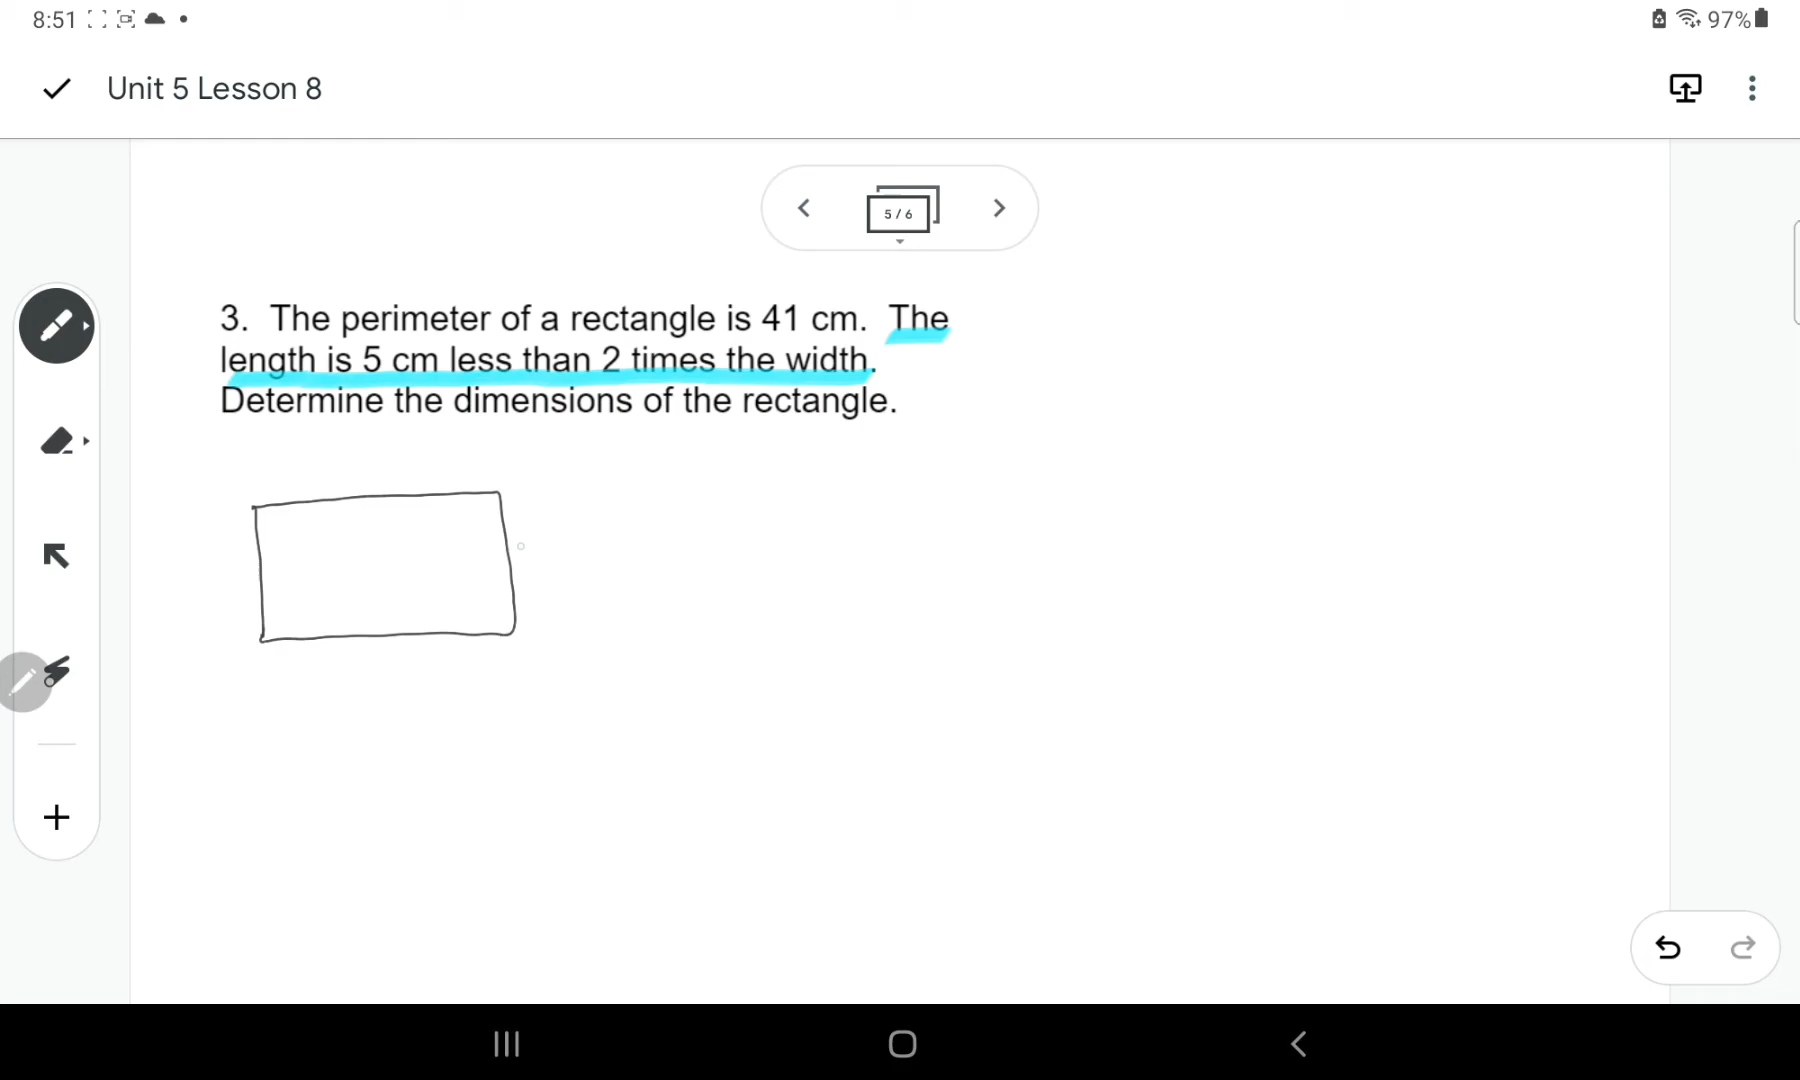 8:51 97%
Unit 5 Lesson 8
5 / 6
3. The perimeter of a rectangle is 41 cm. The
length is 5 cm less than 2 times the width.
Determine the dimensions of the rectangle.